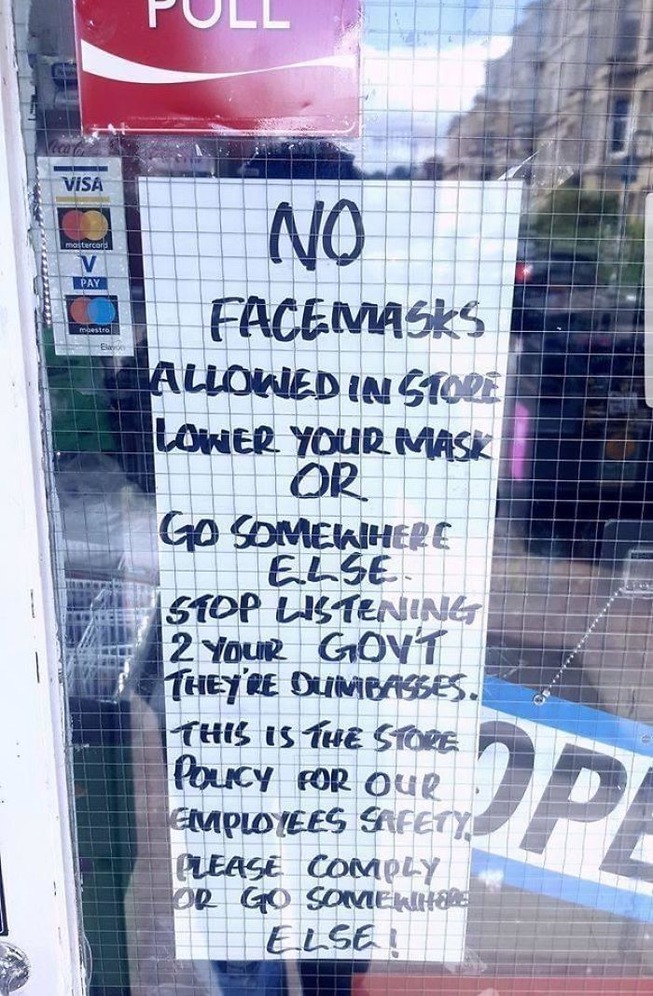 PULL
VISA
mastercard
V
PAY
maestro
Elavon
NO
FACEMASKS
ALLOWED IN STORE
LOWER YOUR MASK
OR
GO SOMEWHERE
ELSE.
STOP LISTENING
2 YOUR GOV'T
THEY'RE DUMBASSES.
THIS IS THE STORE
POLICY FOR OUR
EMPLOYEES SAFETY.
PLEASE COMPLY
OR GO SOMEWHERE
ELSE!
OPE